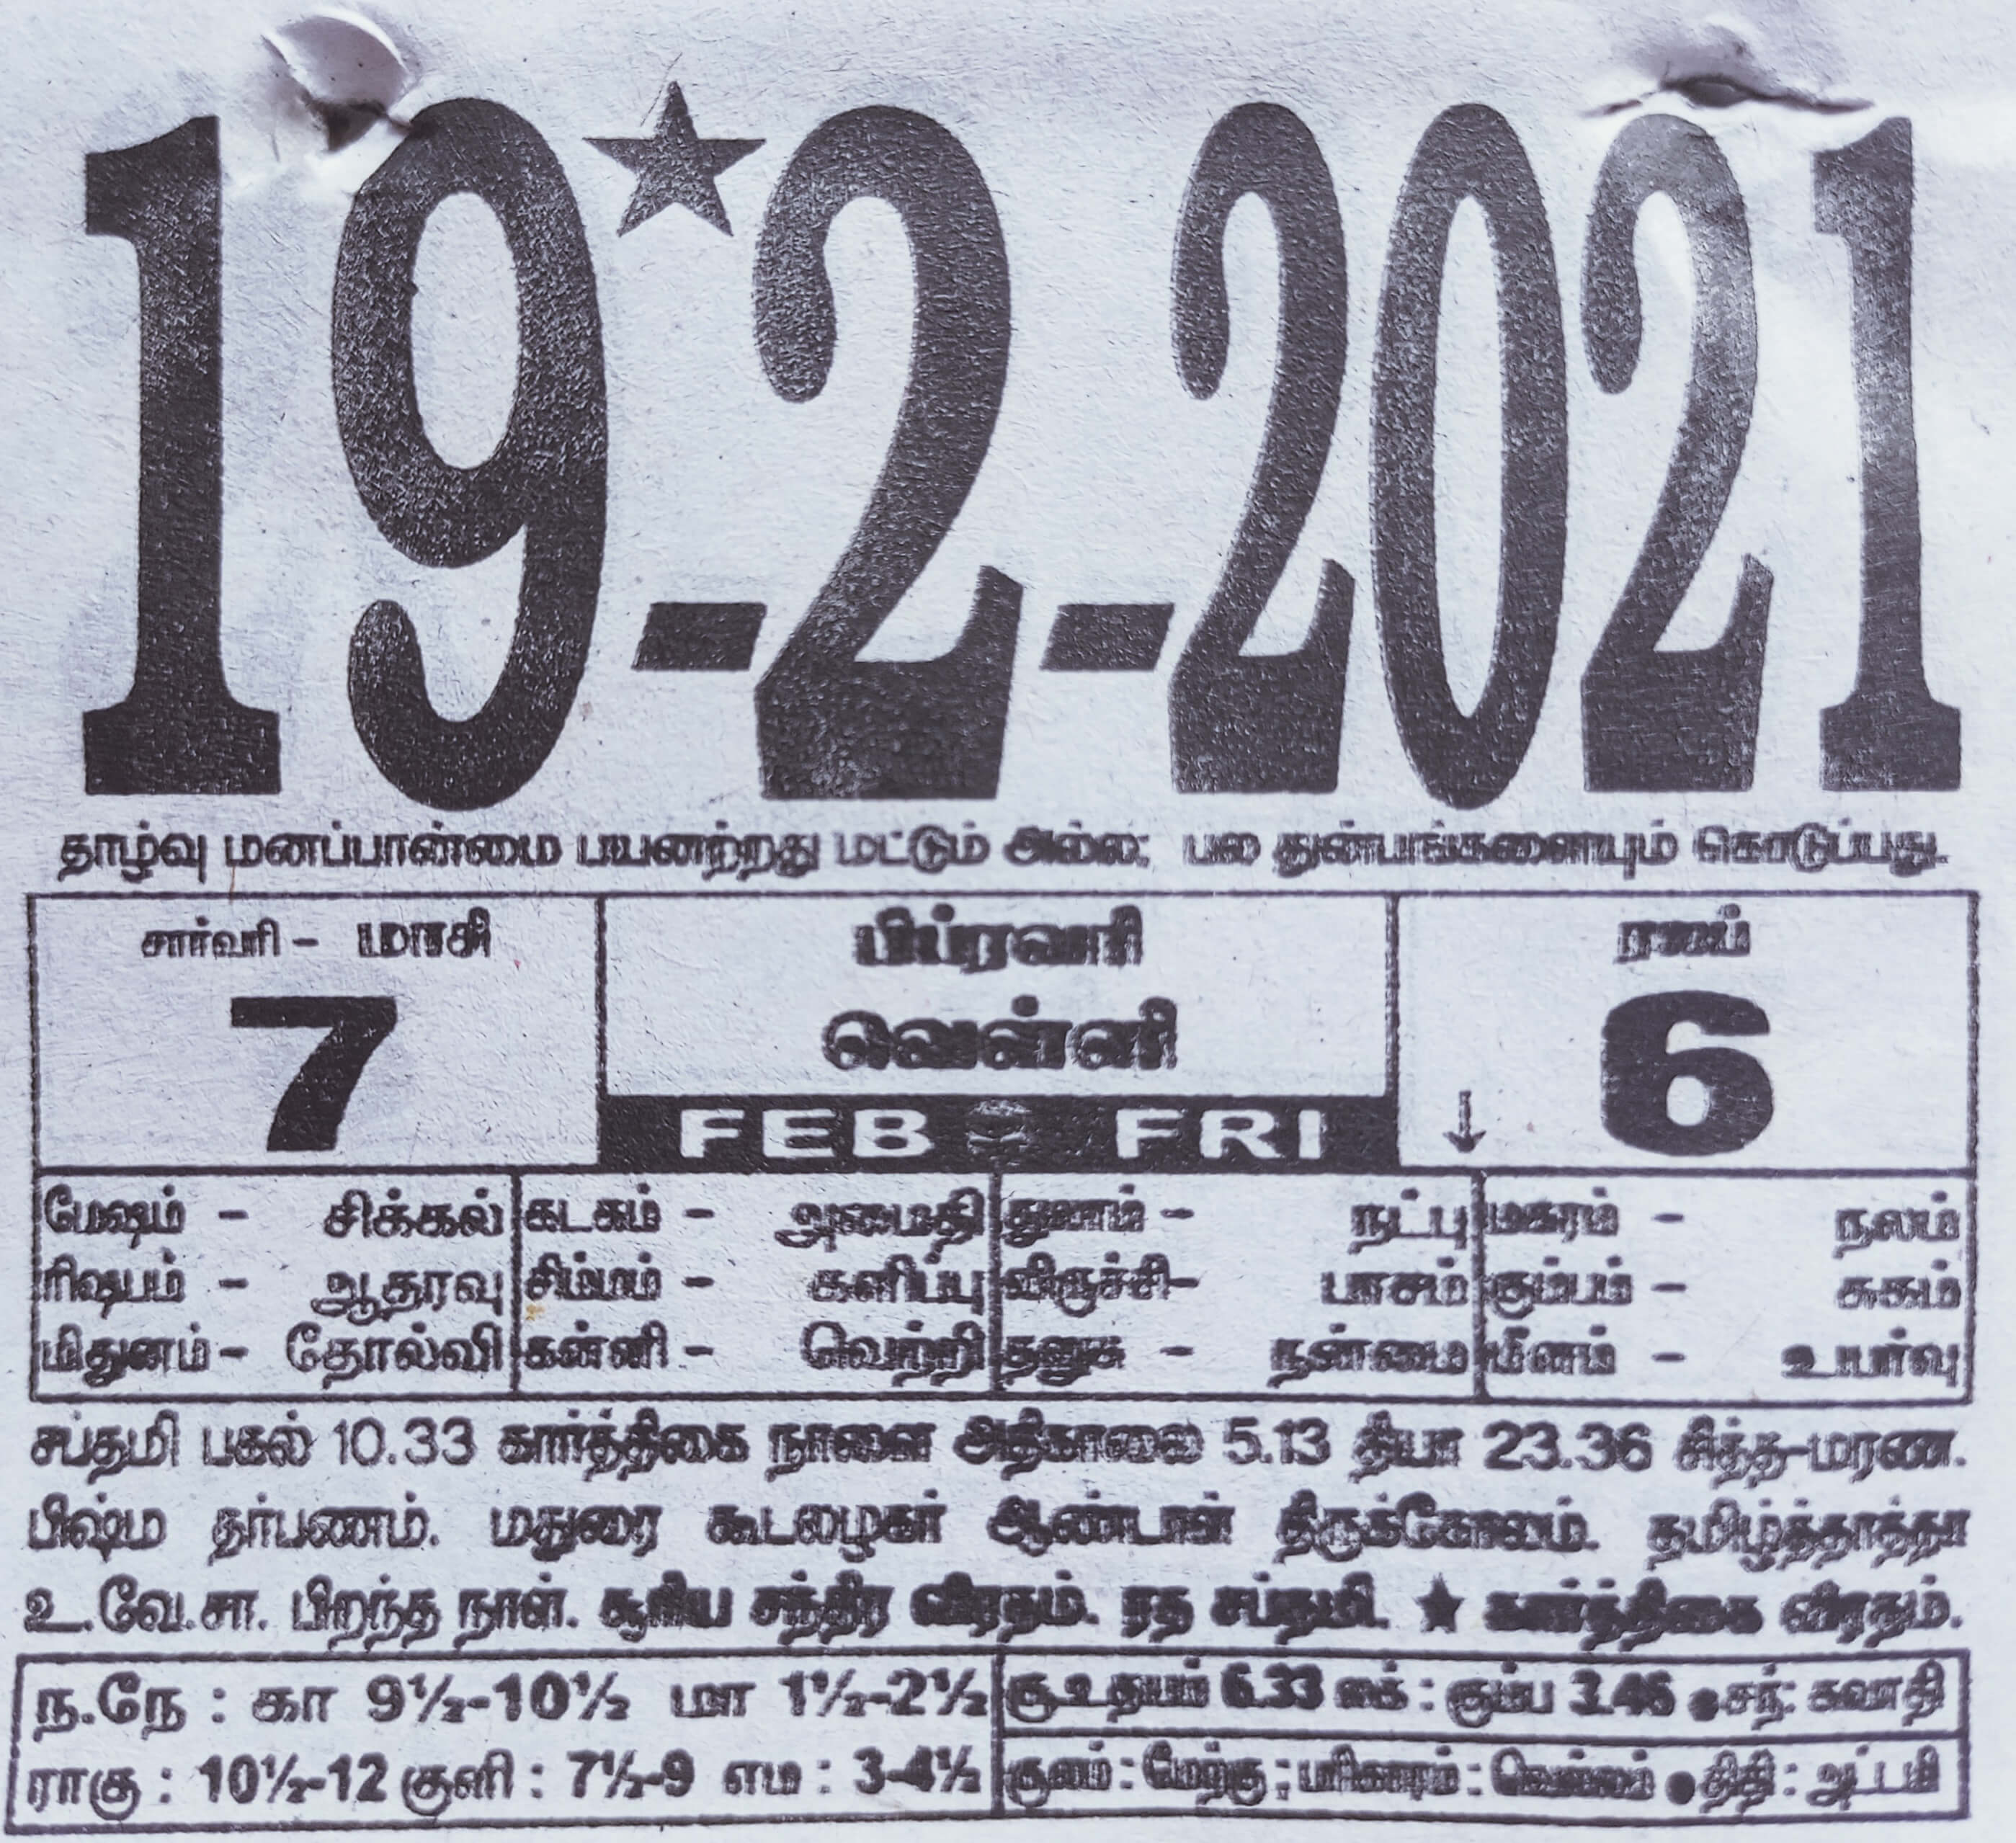 19★2-2021
தாழ்வு மனப்பான்மை பயனற்றது மட்டும் அல்ல; பல துன்பங்களையும் கொடுப்பது.
சார்வரி - மாசி
7
பிப்ரவரி
வெள்ளி
FEB FRI
ரஜப்
↓ 6
மேஷம் - சிக்கல்
ரிஷபம் - ஆதரவு
மிதுனம் - தோல்வி
கடகம் - அமைதி
சிம்மம் - களிப்பு
கன்னி - வெற்றி
துலாம் - நட்பு
விருச்சி- பாசம்
தனுசு - நன்மை
மகரம் - நலம்
கும்பம் - சுகம்
மீனம் - உயர்வு
சப்தமி பகல் 10.33 கார்த்திகை நாளை அதிகாலை 5.13 தியா 23.36 சித்த-மரண.
பிஷ்ம தர்பணம். மதுரை கூடலழகர் ஆண்டாள் திருக்கோலம். தமிழ்த்தாத்தா
உ.வே.சா. பிறந்த நாள். சூரிய சந்திர விரதம். ரத சப்தமி. ★ கார்த்திகை விரதம்.
ந.நே : கா 9½-10½ மா 1½-2½
ராகு : 10½-12 குளி : 7½-9 எம : 3-4½
சூ.உதயம் 6.33 லக் : கும்ப 3.46 ●சந்: சுவாதி
சூலம் : மேற்கு ; பரிகாரம் : வெல்லம் ●திதி : அட்டமி